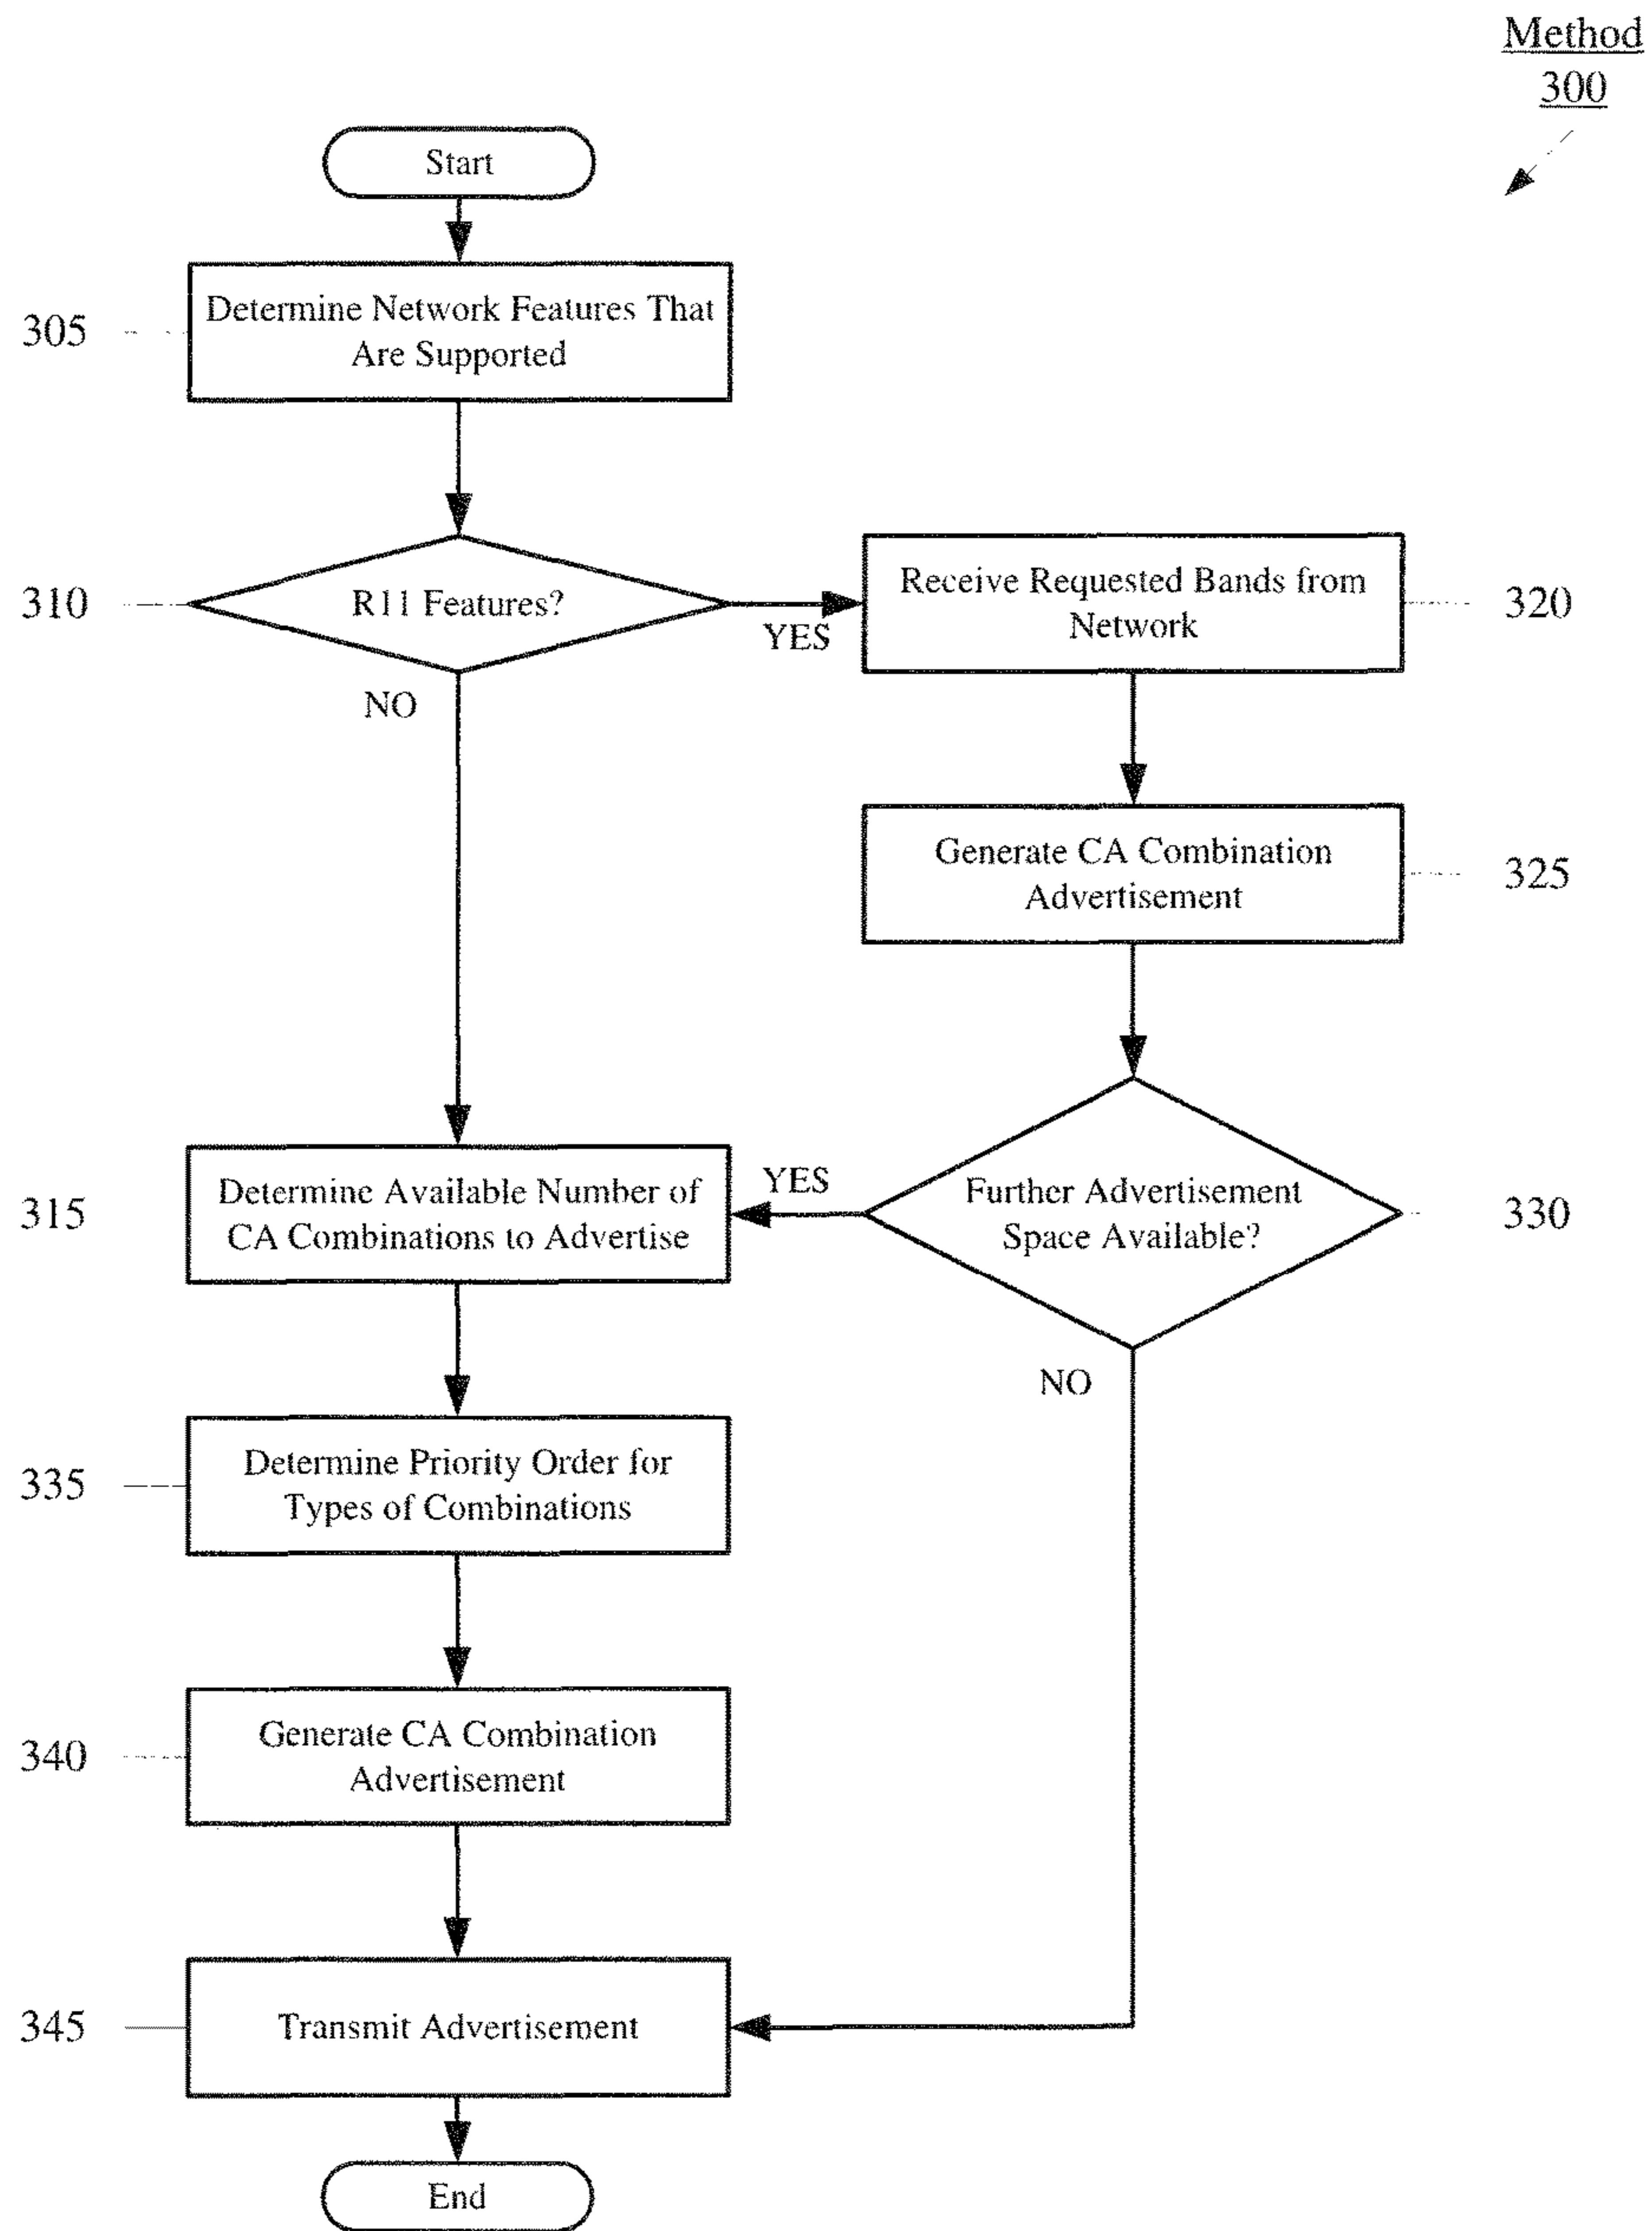 Method
300
Start
305
Determine Network Features That
Are Supported
310
R11 Features?
YES
NO
Receive Requested Bands from
Network
320
Generate CA Combination
Advertisement
325
315
Determine Available Number of
CA Combinations to Advertise
YES
Further Advertisement
Space Available?
330
NO
335
Determine Priority Order for
Types of Combinations
340
Generate CA Combination
Advertisement
345
Transmit Advertisement
End